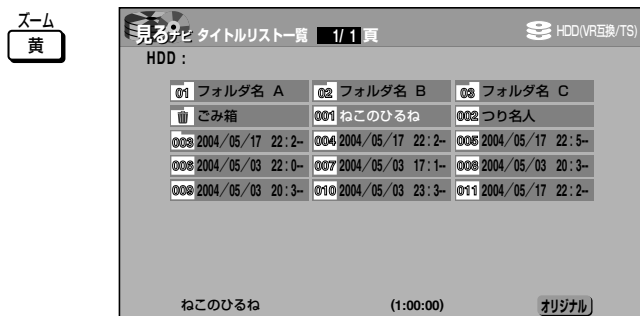 ズーム
黄
見るナビ タイトルリスト一覧 1/ 1 頁 HDD(VR互換/TS)
HDD :
01 フォルダ名 A 02 フォルダ名 B 03 フォルダ名 C
ごみ箱 001 ねこのひるね 002 つり名人
003 2004/05/17 22:2-- 004 2004/05/17 22:2-- 005 2004/05/17 22:5--
006 2004/05/03 22:0-- 007 2004/05/03 17:1-- 008 2004/05/03 20:3--
009 2004/05/03 20:3-- 010 2004/05/03 23:3-- 011 2004/05/17 22:2--
ねこのひるね (1:00:00) オリジナル